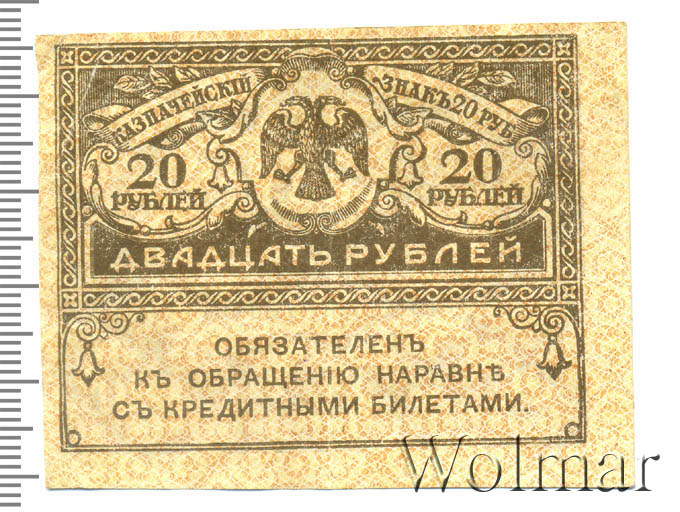 КАЗНАЧЕЙСКІЙ
ЗНАКЪ 20 РУБ
20
РУБЛЕЙ
20
РУБЛЕЙ
ДВАДЦАТЬ РУБЛЕЙ
ОБЯЗАТЕЛЕНЪ
КЪ ОБРАЩЕНІЮ НАРАВНѢ
СЪ КРЕДИТНЫМИ БИЛЕТАМИ.
Wolmar